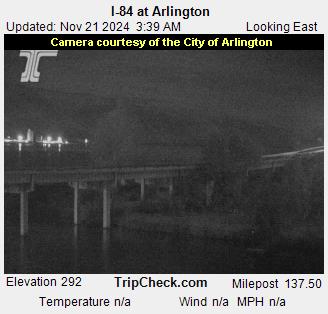 I-84 at Arlington
Updated: Nov 21 2024 3:39 AM Looking East
Camera courtesy of the City of Arlington
Elevation 292 TripCheck.com Milepost 137.50
Temperature n/a Wind n/a MPH n/a